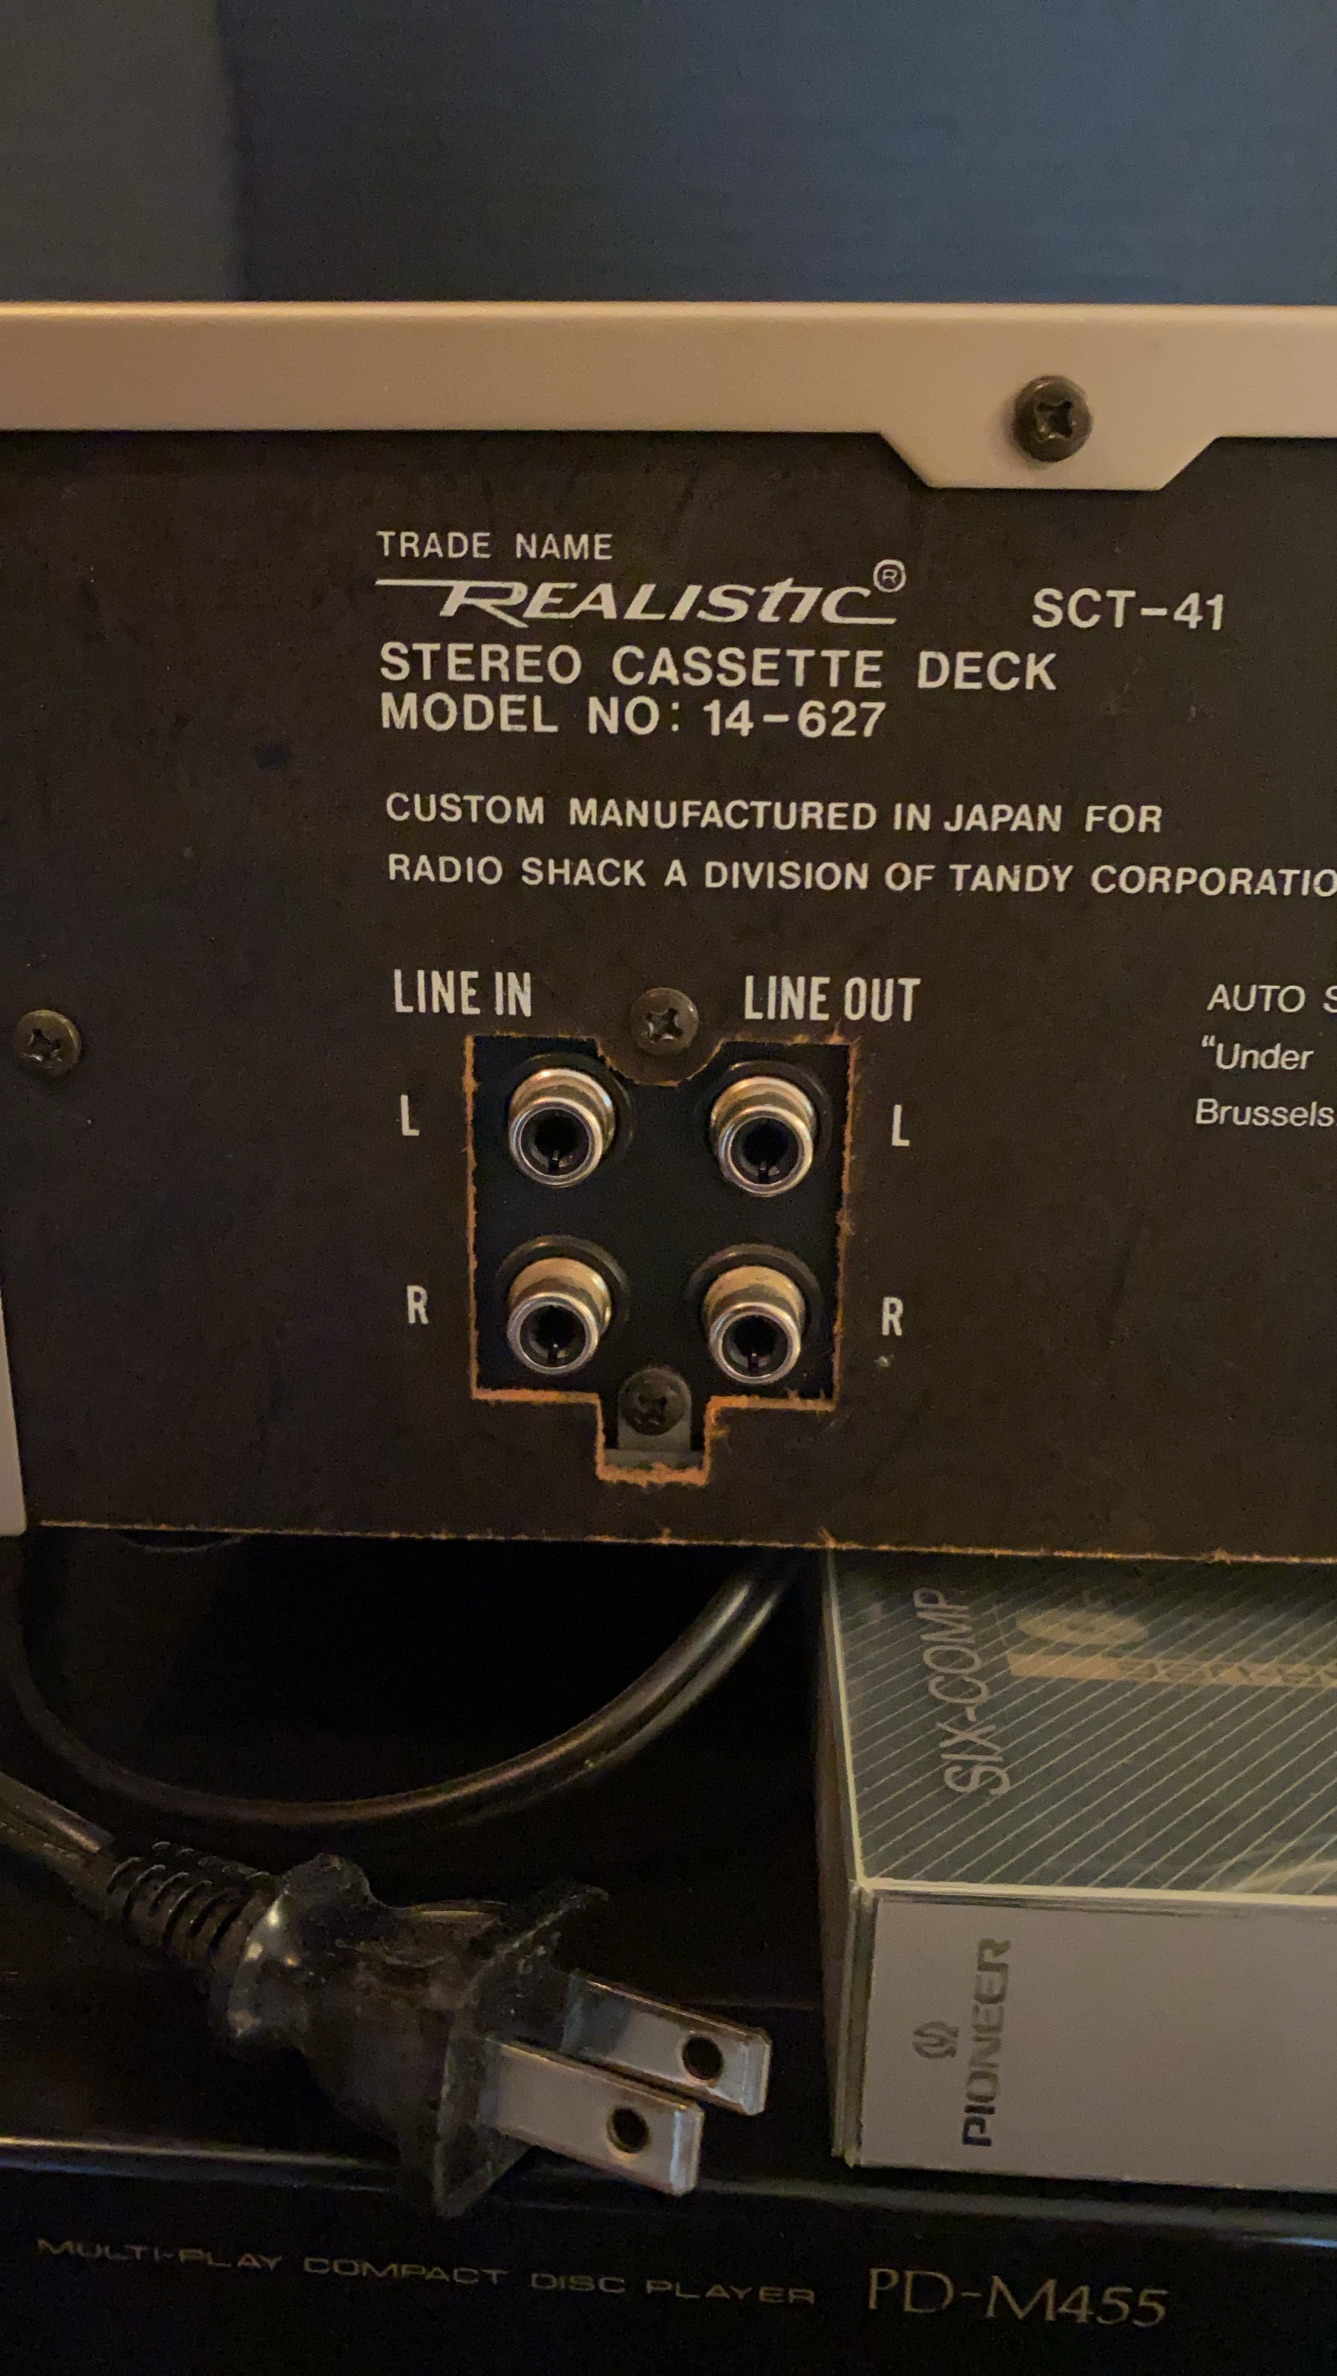 TRADE NAME
REALISTIC®
SCT-41
STEREO CASSETTE DECK
MODEL NO: 14-627
CUSTOM MANUFACTURED IN JAPAN FOR
RADIO SHACK A DIVISION OF TANDY CORPORATIO
LINE IN
LINE OUT
AUTO S
"Under
Brussels
L
L
R
R
SIX-COMP
PIONEER
MULTI-PLAY COMPACT DISC PLAYER PD-M455